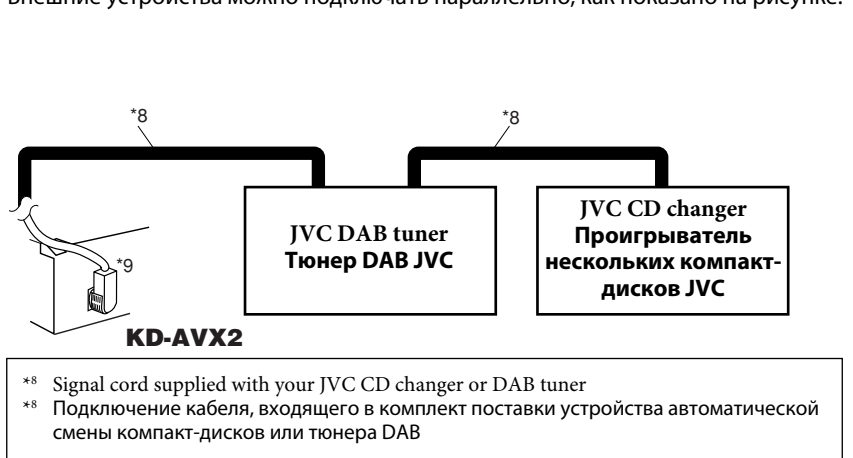 Внешние устройства можно подключать параллельно, как показано на рисунке.
*8
*8
JVC DAB tuner
Тюнер DAB JVC
JVC CD changer
Проигрыватель
нескольких компакт-
дисков JVC
*9
KD-AVX2
*8 Signal cord supplied with your JVC CD changer or DAB tuner
*8 Подключение кабеля, входящего в комплект поставки устройства автоматической
смены компакт-дисков или тюнера DAB